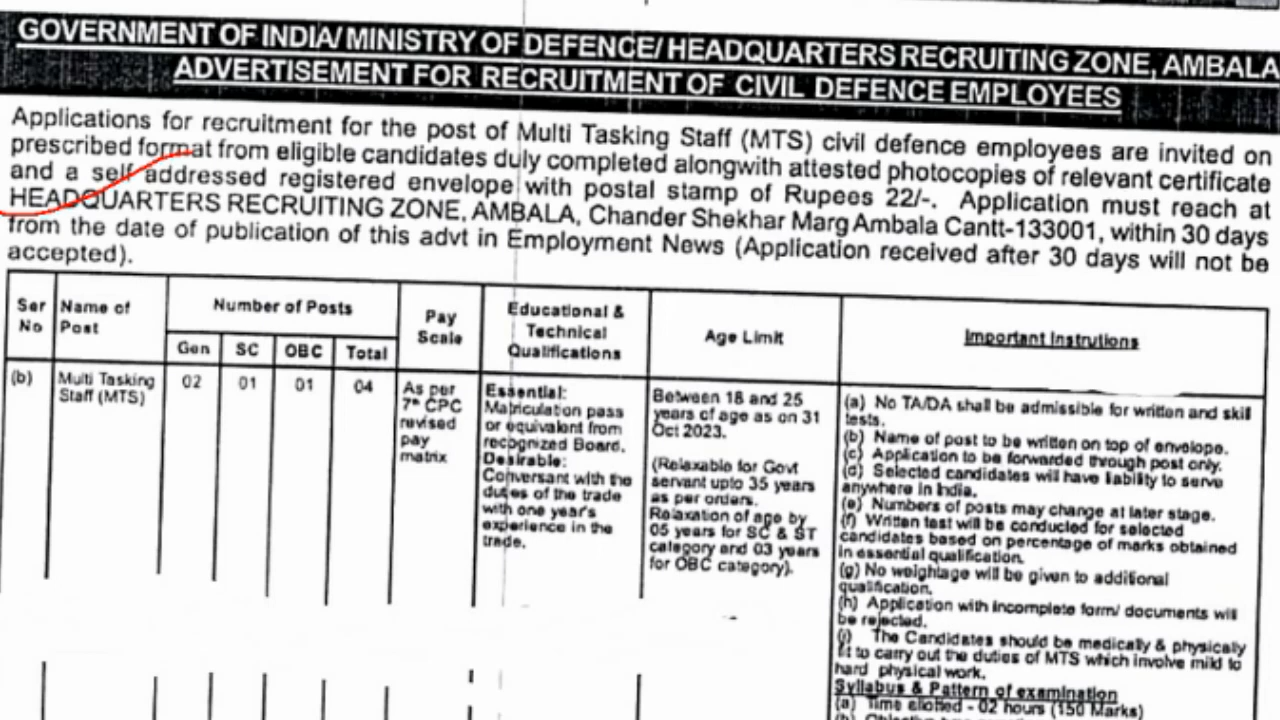 GOVERNMENT OF INDIA/ MINISTRY OF DEFENCE/ HEADQUARTERS RECRUITING ZONE, AMBALA
ADVERTISEMENT FOR RECRUITMENT OF CIVIL DEFENCE EMPLOYEES
Applications for recruitment for the post of Multi Tasking Staff (MTS) civil defence employees are invited on
prescribed format from eligible candidates duly completed alongwith attested photocopies of relevant certificate
and a self addressed registered envelope with postal stamp of Rupees 22/-. Application must reach at
HEADQUARTERS RECRUITING ZONE, AMBALA, Chander Shekhar Marg Ambala Cantt-133001, within 30 days
from the date of publication of this advt in Employment News (Application received after 30 days will not be
accepted).
Ser
No
Name of
Post
Number of Posts
Gen SC OBC Total
Pay
Scale
Educational &
Technical
Qualifications
Age Limit
Important Instrutions
(b)
Multi Tasking
Staff (MTS)
02 01 01 04
As per
7th CPC
revised
pay
matrix
Essential:
Matriculation pass
or equivalent from
recognized Board.
Desirable:
Conversant with the
duties of the trade
with one year's
experience in the
trade.
Between 18 and 25
years of age as on 31
Oct 2023.
(Relaxable for Govt
servant upto 35 years
as per orders.
Relaxation of age by
05 years for SC & ST
category and 03 years
for OBC category).
(a) No TA/DA shall be admissible for written and skill
tests.
(b) Name of post to be written on top of envelope.
(c) Application to be forwarded through post only.
(d) Selected candidates will have liability to serve
anywhere in India.
(e) Numbers of posts may change at later stage.
(f) Written test will be conducted for selected
candidates based on percentage of marks obtained
in essential qualification.
(g) No weightage will be given to additional
qualification.
(h) Application with incomplete form/ documents will
be rejected.
(i) The Candidates should be medically & physically
fit to carry out the duties of MTS which involve mild to
hard physical work.
Syllabus & Pattern of examination
(a) Time allotted - 02 hours (150 Marks)